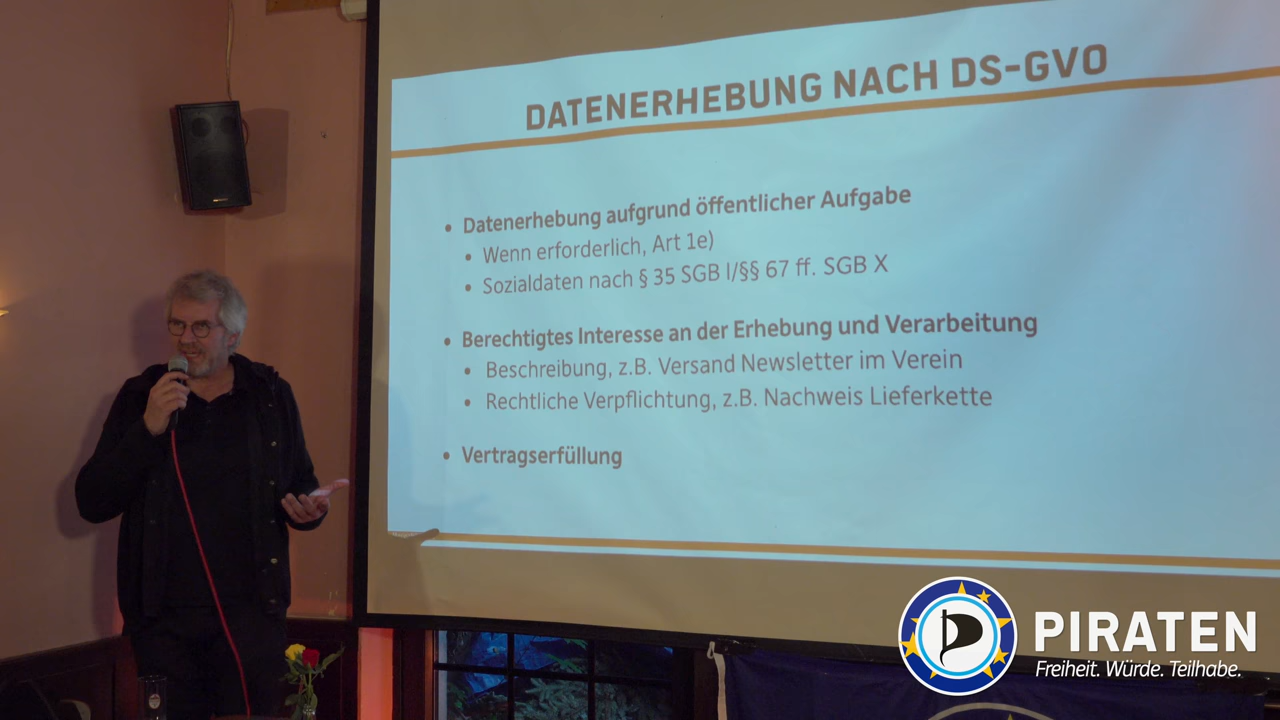 DATENERHEBUNG NACH DS-GVO
• Datenerhebung aufgrund öffentlicher Aufgabe
• Wenn erforderlich, Art 1e)
• Sozialdaten nach § 35 SGB I/§§ 67 ff. SGB X
• Berechtigtes Interesse an der Erhebung und Verarbeitung
• Beschreibung, z.B. Versand Newsletter im Verein
• Rechtliche Verpflichtung, z.B. Nachweis Lieferkette
• Vertragserfüllung
PIRATEN
Freiheit. Würde. Teilhabe.